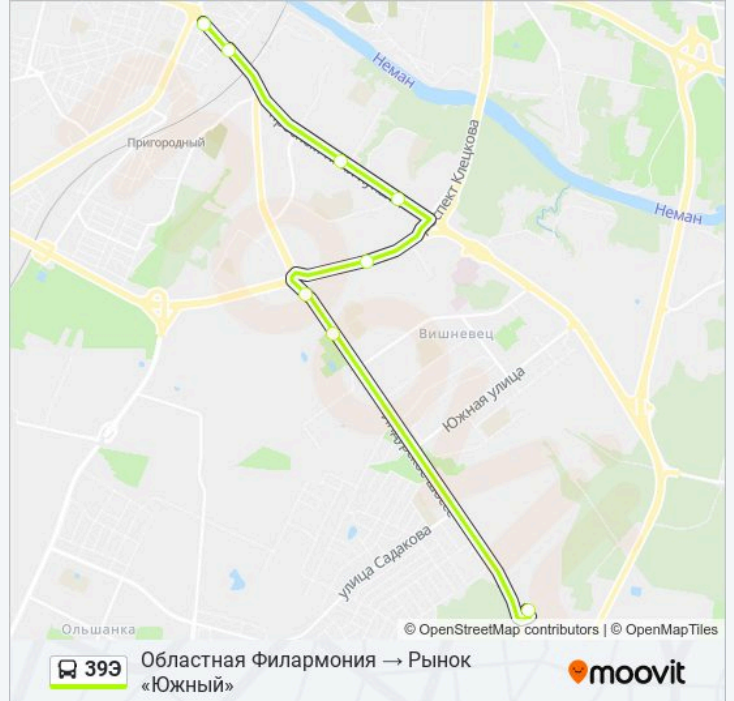 Неман
Пригородный
Проспект Клецкова
Неман
Вишневец
Южная улица
улица Садакова
Ольшанка
© OpenStreetMap contributors | © OpenMapTiles
39Э
Областная Филармония → Рынок
«Южный»
moovit